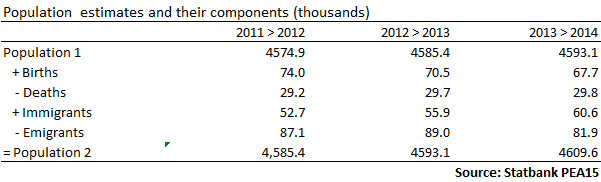 Population estimates and their components (thousands)
2011 > 2012 2012 > 2013 2013 > 2014
Population 1 4574.9 4585.4 4593.1
+ Births 74.0 70.5 67.7
- Deaths 29.2 29.7 29.8
+ Immigrants 52.7 55.9 60.6
- Emigrants 87.1 89.0 81.9
= Population 2 4,585.4 4593.1 4609.6
Source: Statbank PEA15